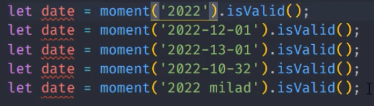 let date = moment('2022').isValid();
let date = moment('2022-12-01').isValid();
let date = moment('2022-13-01').isValid();
let date = moment('2022-10-32').isValid();
let date = moment('2022 milad').isValid();